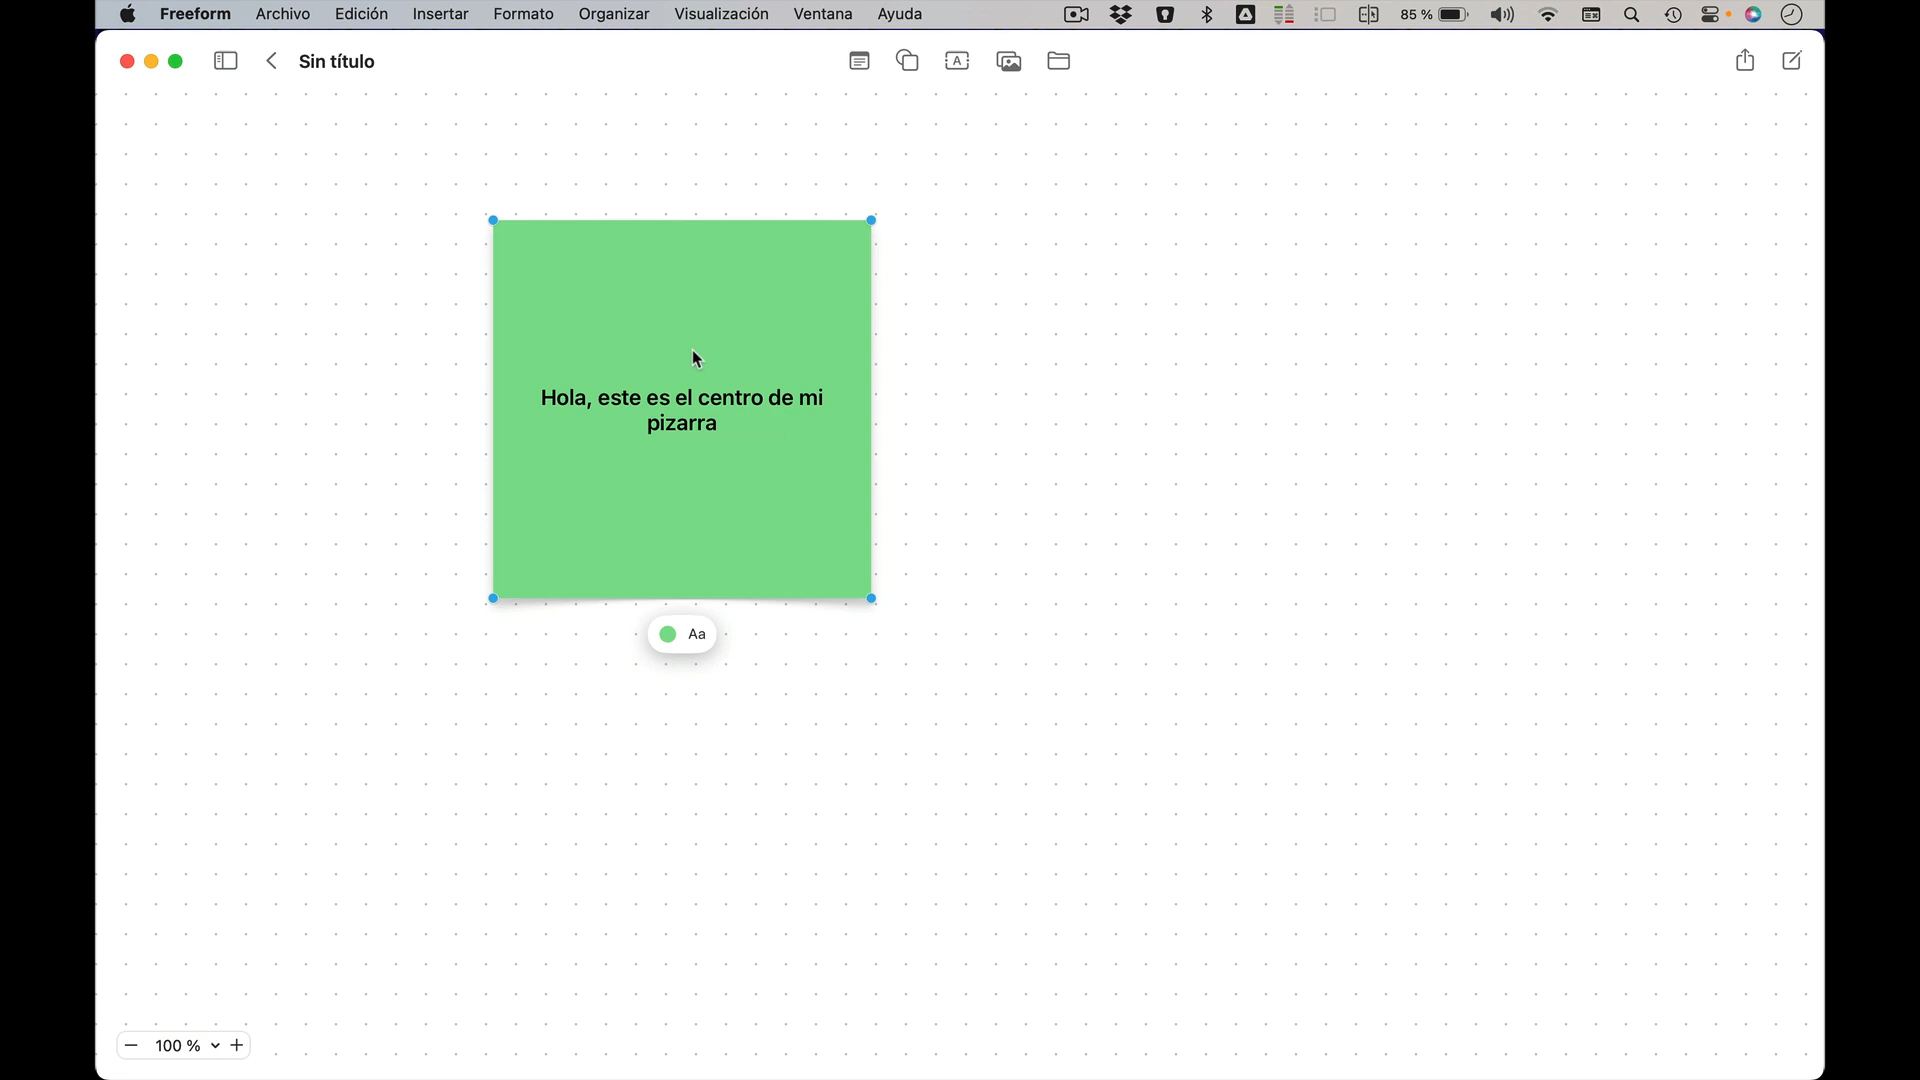 Freeform Archivo Edición Insertar Formato Organizar Visualización Ventana Ayuda 85 %
Sin título
A
Hola, este es el centro de mi
pizarra
Aa
100 %